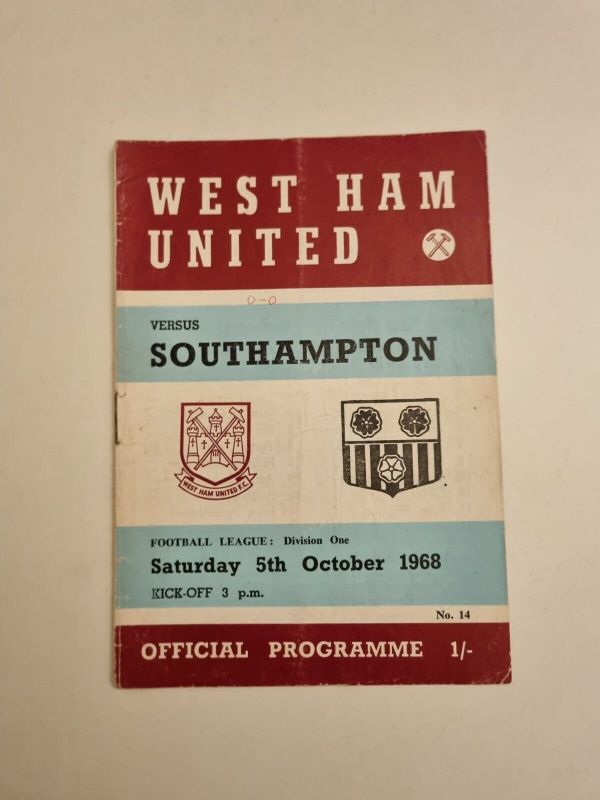 WEST HAM
UNITED
0-0
VERSUS
SOUTHAMPTON
WEST HAM UNITED F.C.
FOOTBALL LEAGUE: Division One
Saturday 5th October 1968
KICK-OFF 3 p.m.
No. 14
OFFICIAL PROGRAMME 1/-